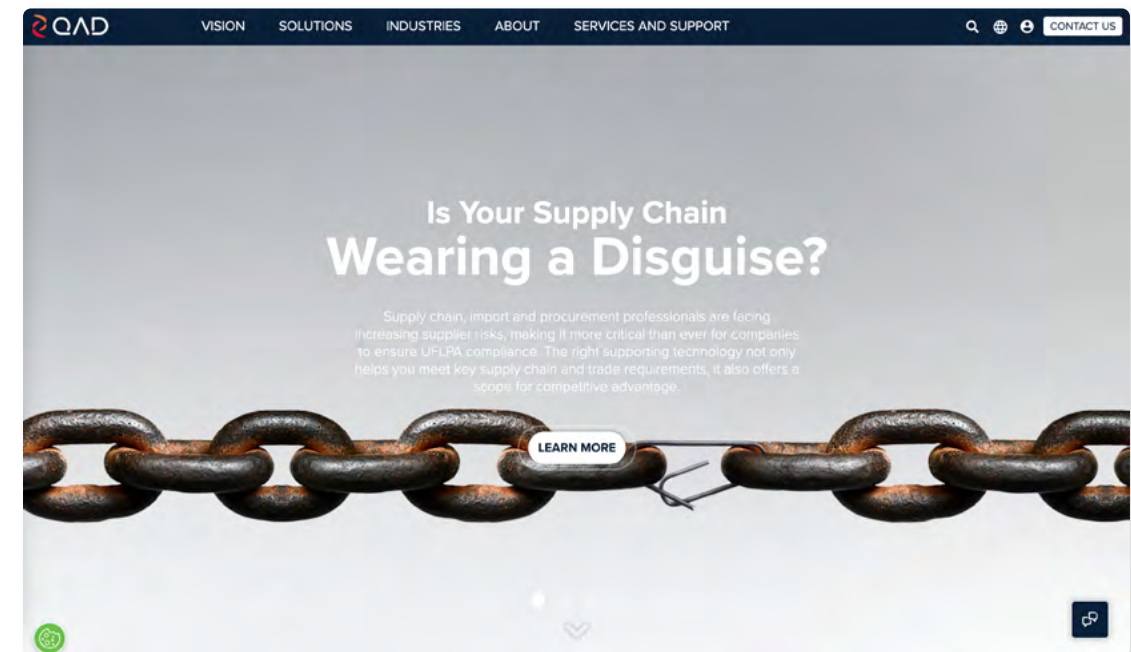 QAD
VISION SOLUTIONS INDUSTRIES ABOUT SERVICES AND SUPPORT CONTACT US
Is Your Supply Chain
Wearing a Disguise?
Supply chain, import and procurement professionals are facing
increasing supplier risks, making it more critical than ever for companies
to ensure UFLPA compliance. The right supporting technology not only
helps you meet key supply chain and trade requirements, it also offers a
scope for competitive advantage.
LEARN MORE